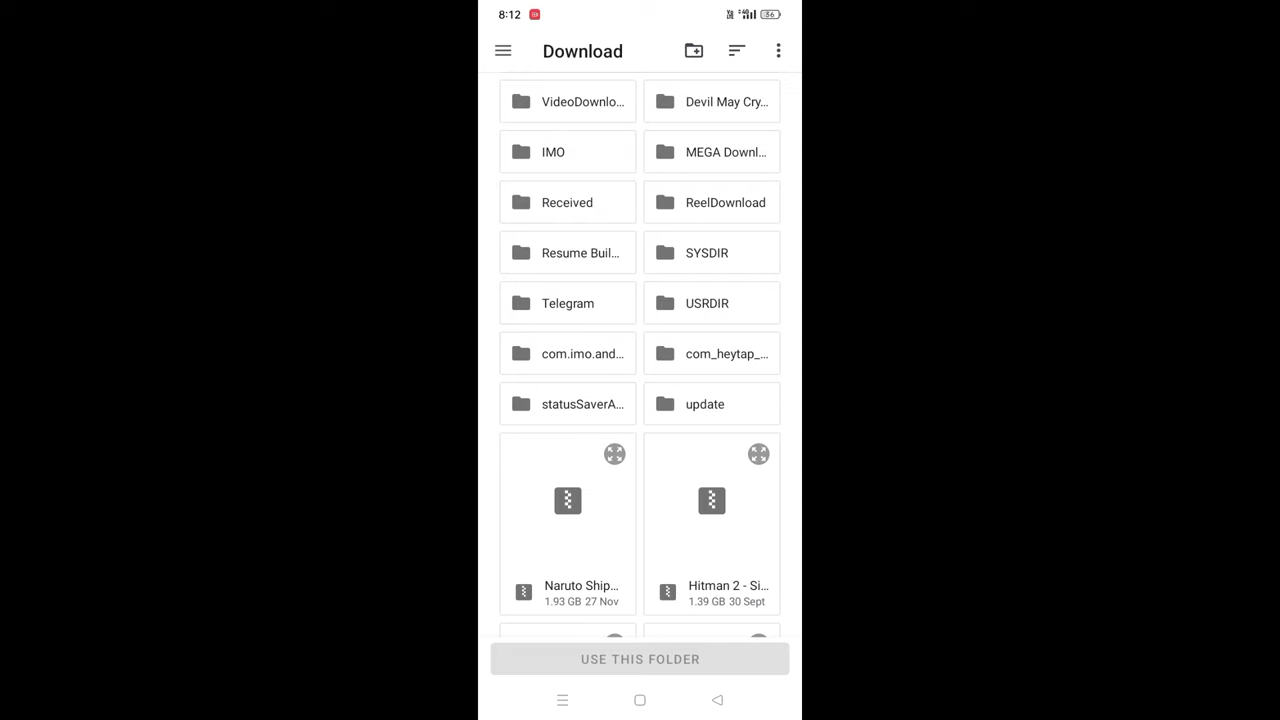 8:12
56
Download
VideoDownlo...
Devil May Cry...
IMO
MEGA Downl...
Received
ReelDownload
Resume Buil...
SYSDIR
Telegram
USRDIR
com.imo.and...
com_heytap_...
statusSaverA...
update
Naruto Ship...
1.93 GB 27 Nov
Hitman 2 - Si...
1.39 GB 30 Sept
USE THIS FOLDER